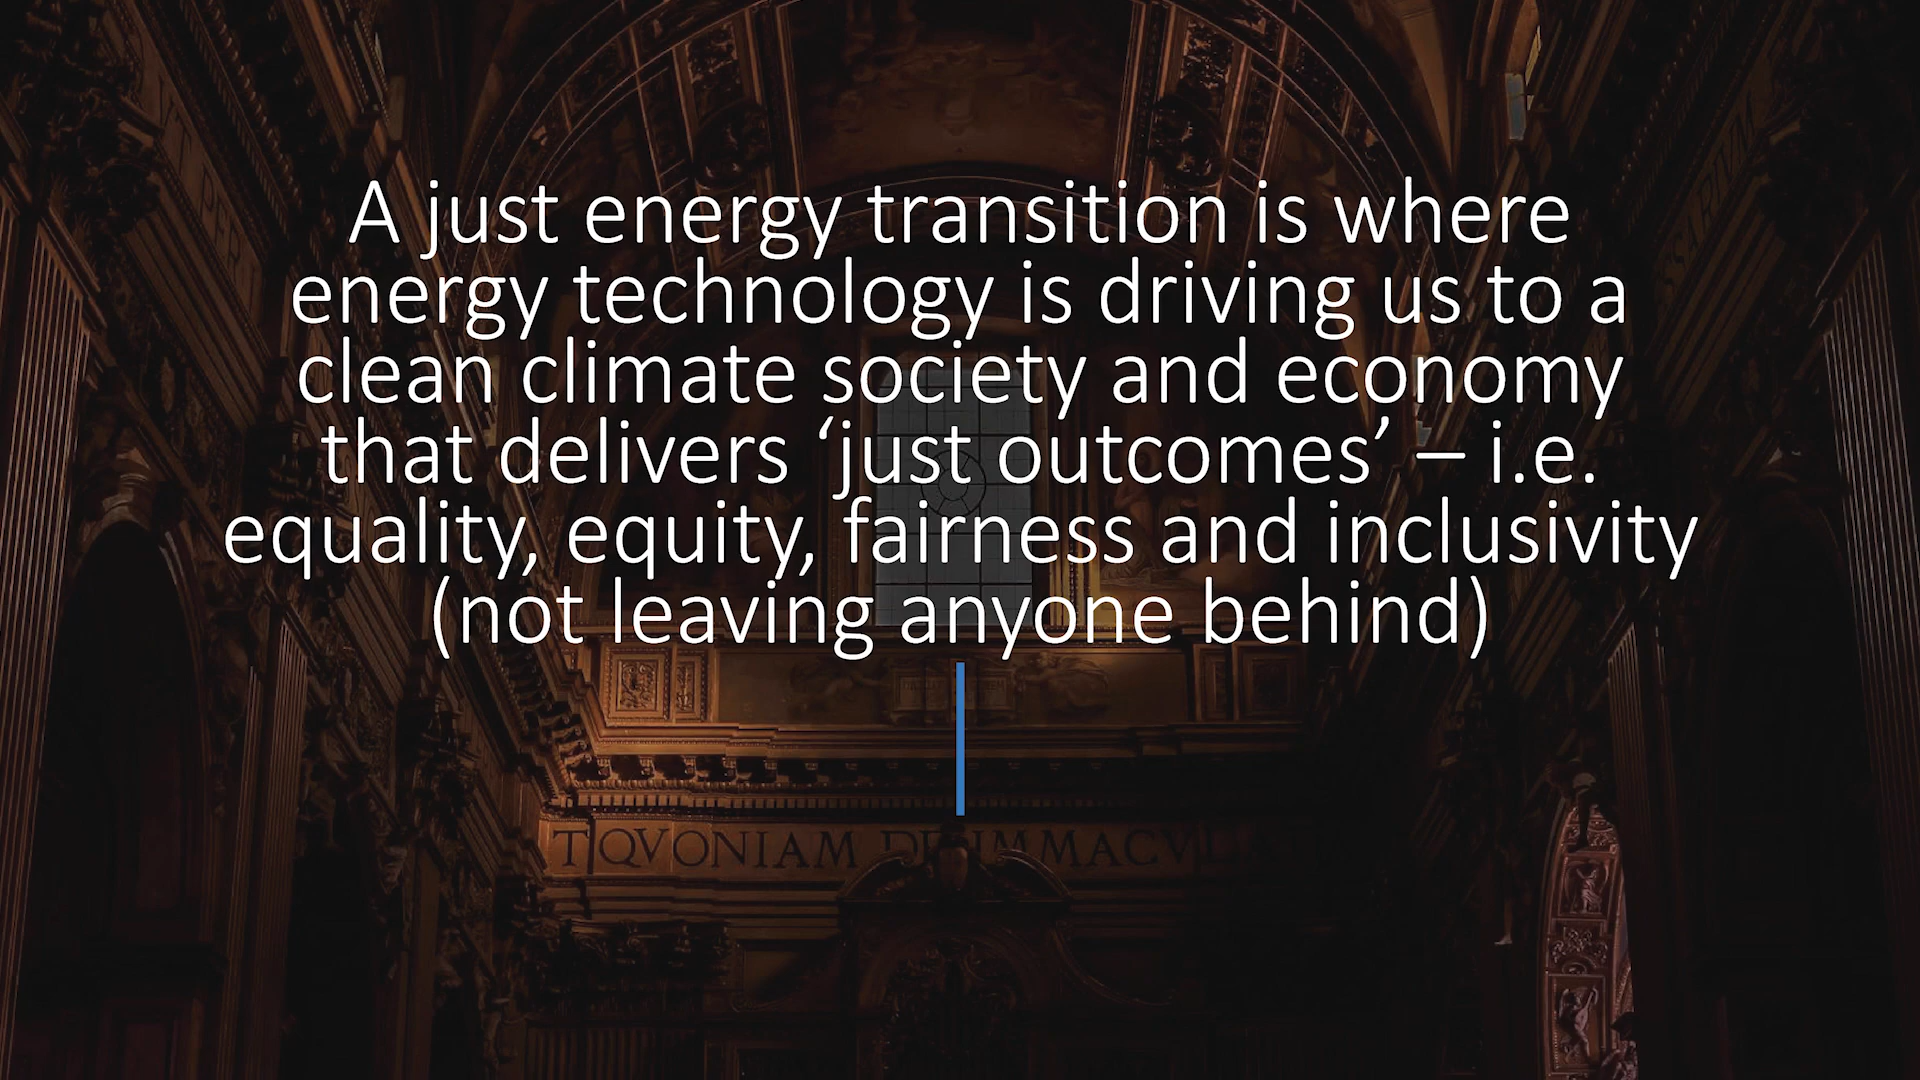 A just energy transition is where
energy technology is driving us to a
clean climate society and economy
that delivers ‘just outcomes’ – i.e.
equality, equity, fairness and inclusivity
(not leaving anyone behind)
TQVONIAM